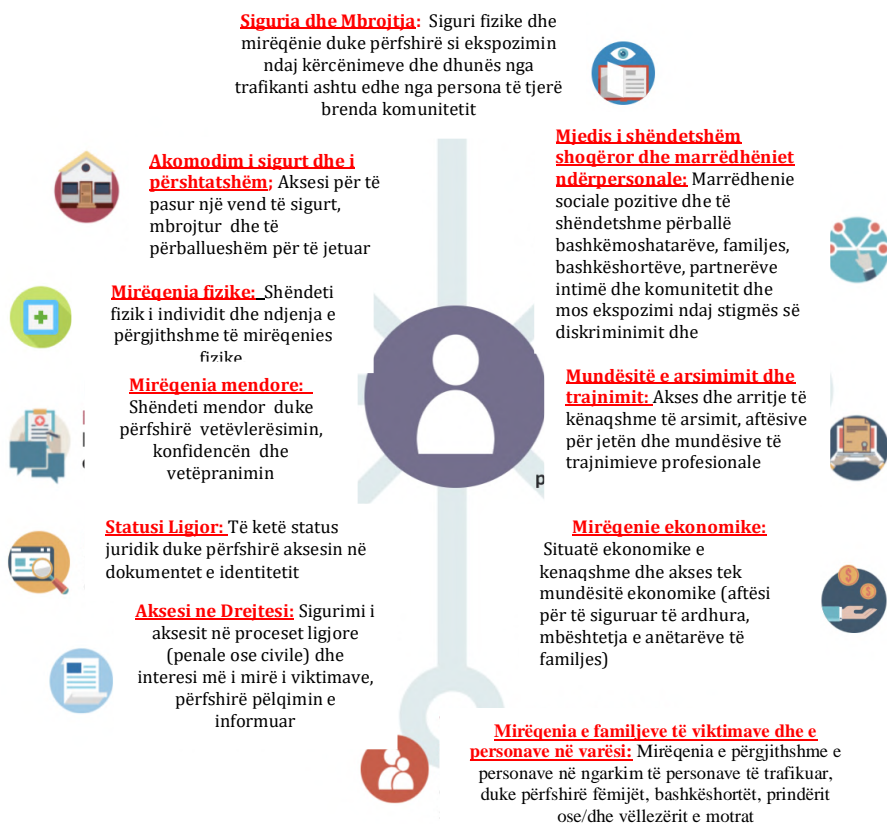 Siguria dhe Mbrojtja: Siguri fizike dhe
mirëqënie duke përfshirë si ekspozimin
ndaj kërcënimeve dhe dhunës nga
trafikanti ashtu edhe nga persona të tjerë
brenda komunitetit
Akomodim i sigurt dhe i
përshtatshëm; Aksesi për të
pasur një vend të sigurt,
mbrojtur dhe të
përballueshëm për të jetuar
Mirëqenia fizike: Shëndeti
fizik i individit dhe ndjenja e
përgjithshme të mirëqenies
fizike
Mirëqenia mendore:
Shëndeti mendor duke
përfshirë vetëvlerësimin,
konfidencën dhe
vetëpranimin
Statusi Ligjor: Të ketë status
juridik duke përfshirë aksesin në
dokumentet e identitetit
Aksesi ne Drejtesi: Sigurimi i
aksesit në proceset ligjore
(penale ose civile) dhe
interesi më i mirë i viktimave,
përfshirë pëlqimin e
informuar
Mjedis i shëndetshëm
shoqëror dhe marrëdhëniet
ndërpersonale: Marrëdhenie
sociale pozitive dhe të
shëndetshme përballë
bashkëmoshatarëve, familjes,
bashkëshortëve, partnerëve
intimë dhe komunitetit dhe
mos ekspozimi ndaj stigmës së
diskriminimit dhe
Mundësitë e arsimimit dhe
trajnimit: Akses dhe arritje të
kënaqshme të arsimit, aftësive
për jetën dhe mundësive të
trajnimieve profesionale
p
Mirëqenie ekonomike:
Situatë ekonomike e
kenaqshme dhe akses tek
mundësitë ekonomike (aftësi
për të siguruar të ardhura,
mbështetja e anëtarëve të
familjes)
Mirëqenia e familjeve të viktimave dhe e
personave në varësi: Mirëqenia e përgjithshme e
personave në ngarkim të personave të trafikuar,
duke përfshirë fëmijët, bashkëshortët, prindërit
ose/dhe vëllezërit e motrat